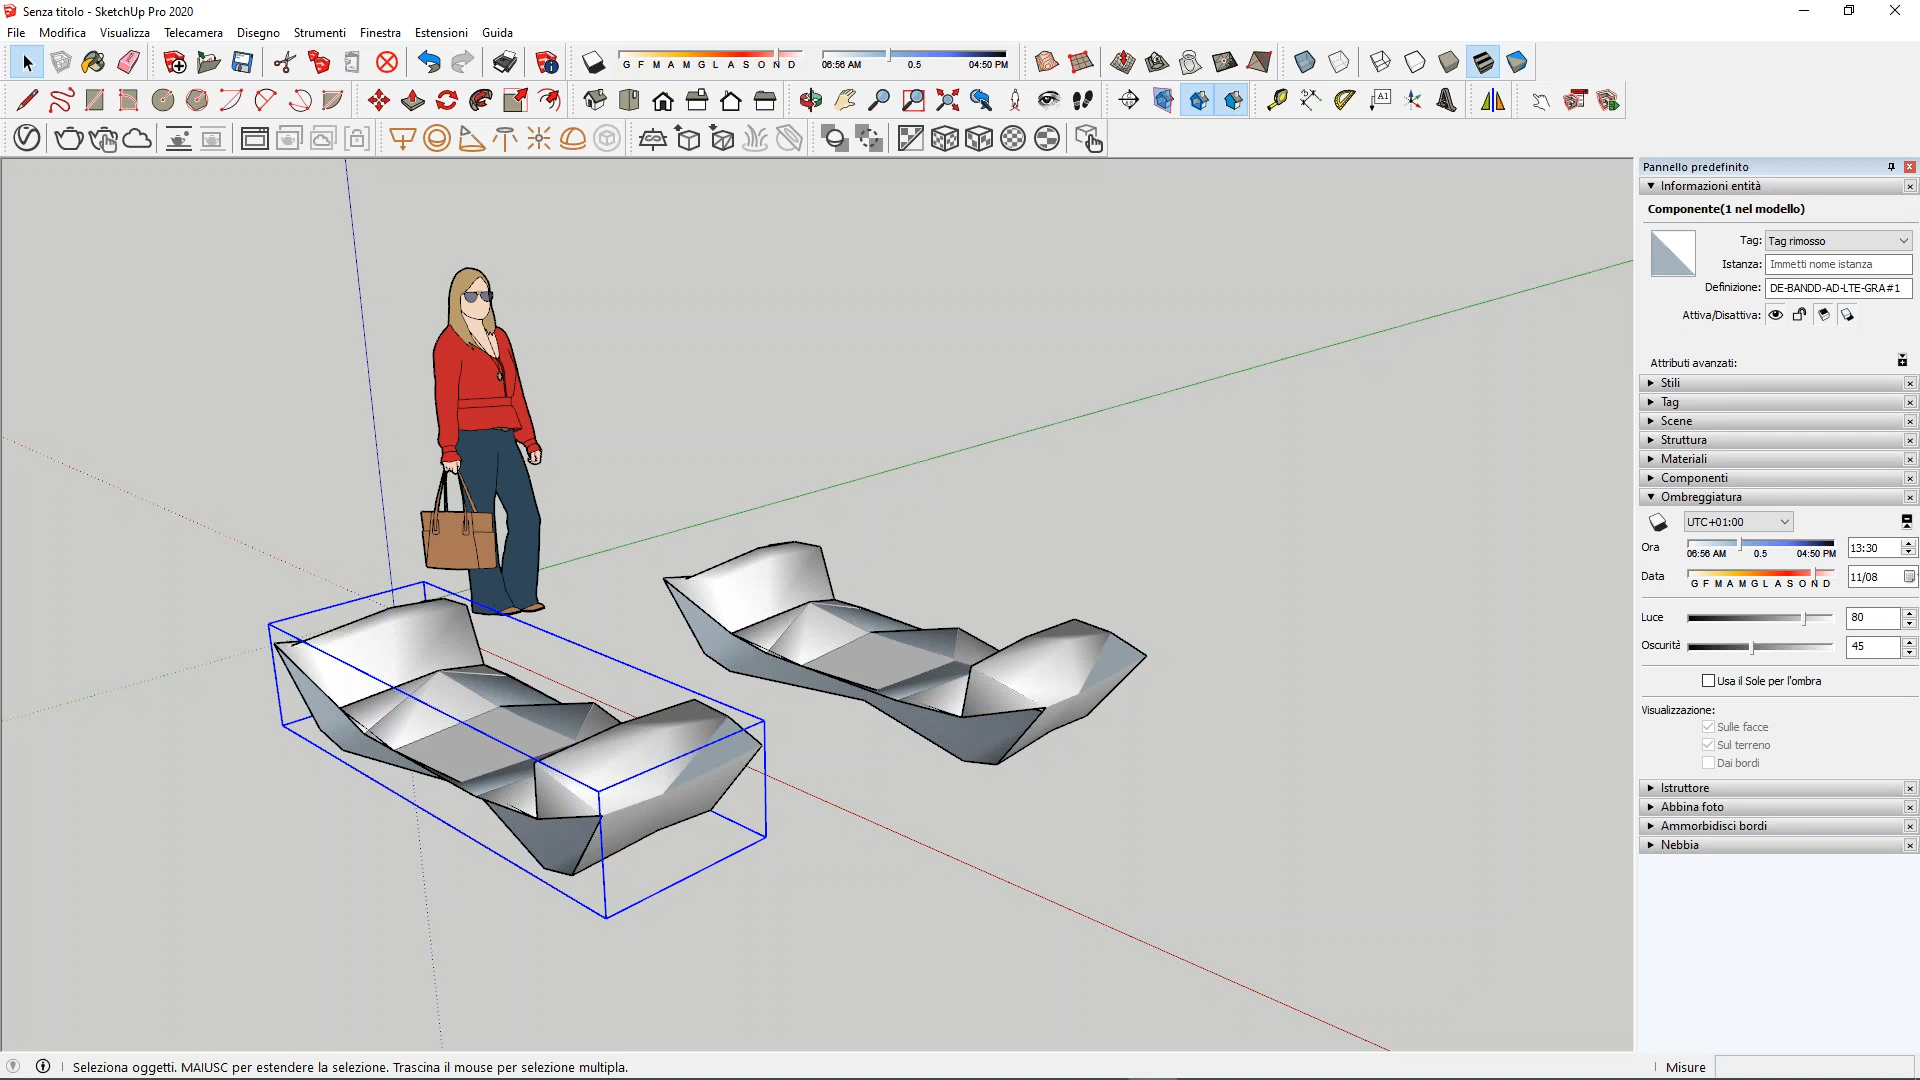 Senza titolo - SketchUp Pro 2020
File Modifica Visualizza Telecamera Disegno Strumenti Finestra Estensioni Guida
G F M A M G L A S O N D
06:56 AM 0.5 04:50 PM
A1
Pannello predefinito
Informazioni entità
Componente(1 nel modello)
Tag: Tag rimosso
Istanza: Immetti nome istanza
Definizione: DE-BANDD-AD-LTE-GRA#1
Attiva/Disattiva:
Attributi avanzati:
Stili
Tag
Scene
Struttura
Materiali
Componenti
Ombreggiatura
UTC+01:00
Ora 06:56 AM 0.5 04:50 PM 13:30
Data G F M A M G L A S O N D 11/08
Luce 80
Oscurità 45
Usa il Sole per l'ombra
Visualizzazione:
Sulle facce
Sul terreno
Dai bordi
Istruttore
Abbina foto
Ammorbidisci bordi
Nebbia
Seleziona oggetti. MAIUSC per estendere la selezione. Trascina il mouse per selezione multipla.
Misure